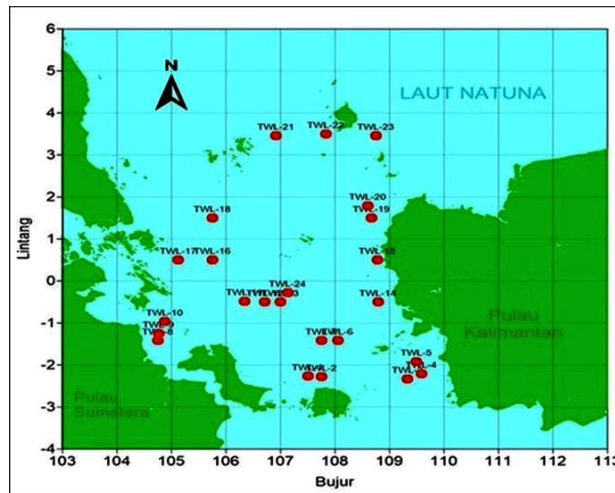 6
5
4
3
2
1
0
-1
-2
-3
-4
Lintang
N
LAUT NATUNA
TWL-21
TWL-22
TWL-23
TWL-20
TWL-19
TWL-18
TWL-17
TWL-16
TWL-24
TWL-14
TWL-10
TWL-8
TWL-6
TWL-5
TWL-4
TWL-2
Pulau
Kalimantan
Pulau
Sumatera
103 104 105 106 107 108 109 110 111 112 113
Bujur